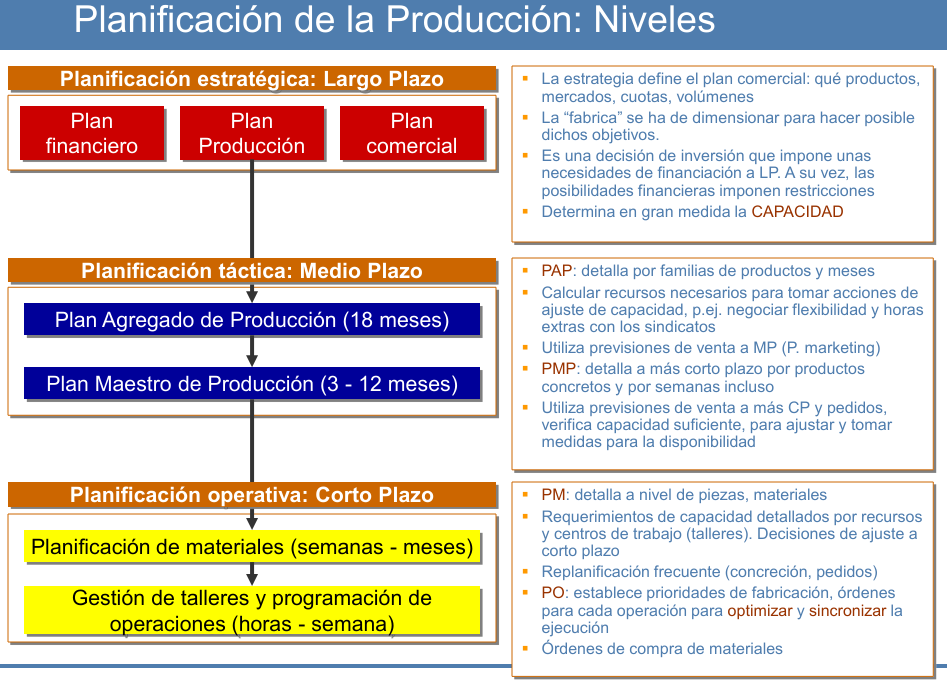 Planificación de la Producción: Niveles
Planificación estratégica: Largo Plazo
Plan
financiero
Plan
Producción
Plan
comercial
▪ La estrategia define el plan comercial: qué productos,
mercados, cuotas, volúmenes
▪ La “fabrica” se ha de dimensionar para hacer posible
dichos objetivos.
▪ Es una decisión de inversión que impone unas
necesidades de financiación a LP. A su vez, las
posibilidades financieras imponen restricciones
▪ Determina en gran medida la CAPACIDAD
Planificación táctica: Medio Plazo
Plan Agregado de Producción (18 meses)
Plan Maestro de Producción (3 - 12 meses)
▪ PAP: detalla por familias de productos y meses
▪ Calcular recursos necesarios para tomar acciones de
ajuste de capacidad, p.ej. negociar flexibilidad y horas
extras con los sindicatos
▪ Utiliza previsiones de venta a MP (P. marketing)
▪ PMP: detalla a más corto plazo por productos
concretos y por semanas incluso
▪ Utiliza previsiones de venta a más CP y pedidos,
verifica capacidad suficiente, para ajustar y tomar
medidas para la disponibilidad
Planificación operativa: Corto Plazo
Planificación de materiales (semanas - meses)
Gestión de talleres y programación de
operaciones (horas - semana)
▪ PM: detalla a nivel de piezas, materiales
▪ Requerimientos de capacidad detallados por recursos
y centros de trabajo (talleres). Decisiones de ajuste a
corto plazo
▪ Replanificación frecuente (concreción, pedidos)
▪ PO: establece prioridades de fabricación, órdenes
para cada operación para optimizar y sincronizar la
ejecución
▪ Órdenes de compra de materiales